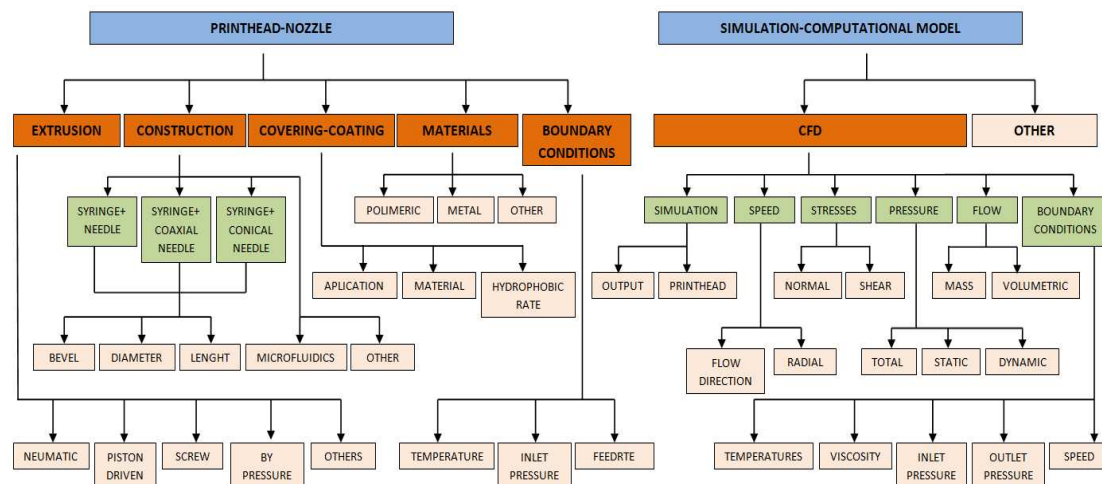 PRINTHEAD-NOZZLE
SIMULATION-COMPUTATIONAL MODEL
EXTRUSION
CONSTRUCTION
COVERING-COATING
MATERIALS
BOUNDARY
CONDITIONS
CFD
OTHER
SYRINGE+
NEEDLE
SYRINGE+
COAXIAL
NEEDLE
SYRINGE+
CONICAL
NEEDLE
POLIMERIC
METAL
OTHER
SIMULATION
SPEED
STRESSES
PRESSURE
FLOW
BOUNDARY
CONDITIONS
APLICATION
MATERIAL
HYDROPHOBIC
RATE
OUTPUT
PRINTHEAD
NORMAL
SHEAR
MASS
VOLUMETRIC
BEVEL
DIAMETER
LENGHT
MICROFLUIDICS
OTHER
FLOW
DIRECTION
RADIAL
TOTAL
STATIC
DYNAMIC
NEUMATIC
PISTON
DRIVEN
SCREW
BY
PRESSURE
OTHERS
TEMPERATURE
INLET
PRESSURE
FEEDRTE
TEMPERATURES
VISCOSITY
INLET
PRESSURE
OUTLET
PRESSURE
SPEED